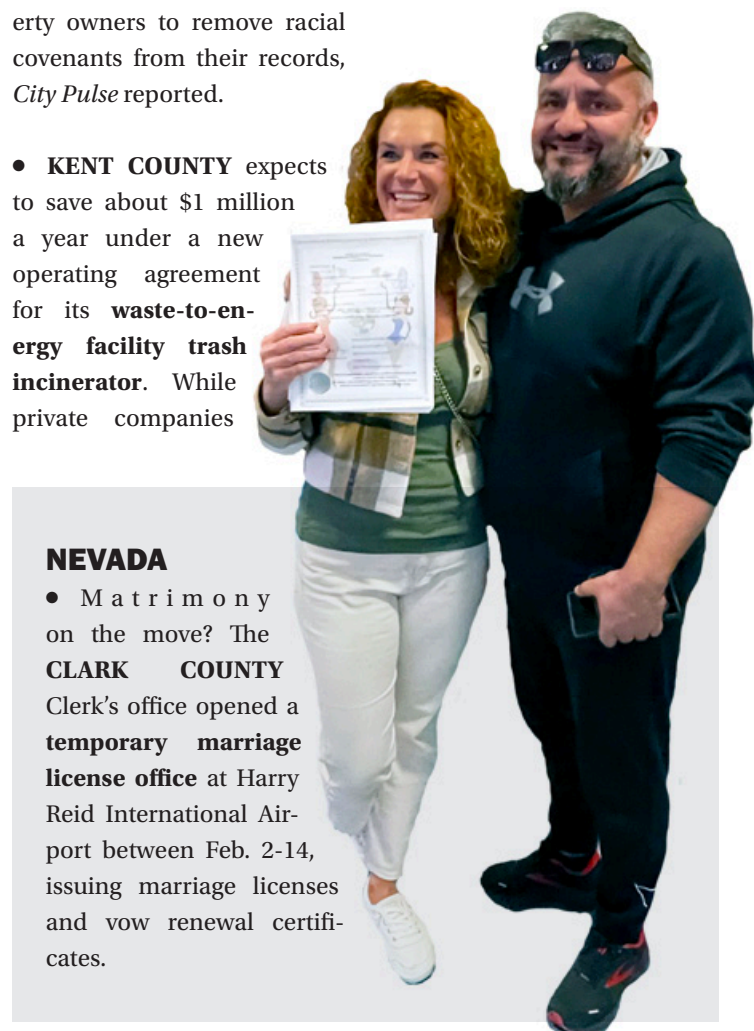 erty owners to remove racial
covenants from their records,
City Pulse reported.
● KENT COUNTY expects
to save about $1 million
a year under a new
operating agreement
for its waste-to-en-
ergy facility trash
incinerator. While
private companies
NEVADA
● Matrimony
on the move? The
CLARK COUNTY
Clerk's office opened a
temporary marriage
license office at Harry
Reid International Air-
port between Feb. 2-14,
issuing marriage licenses
and vow renewal certifi-
cates.